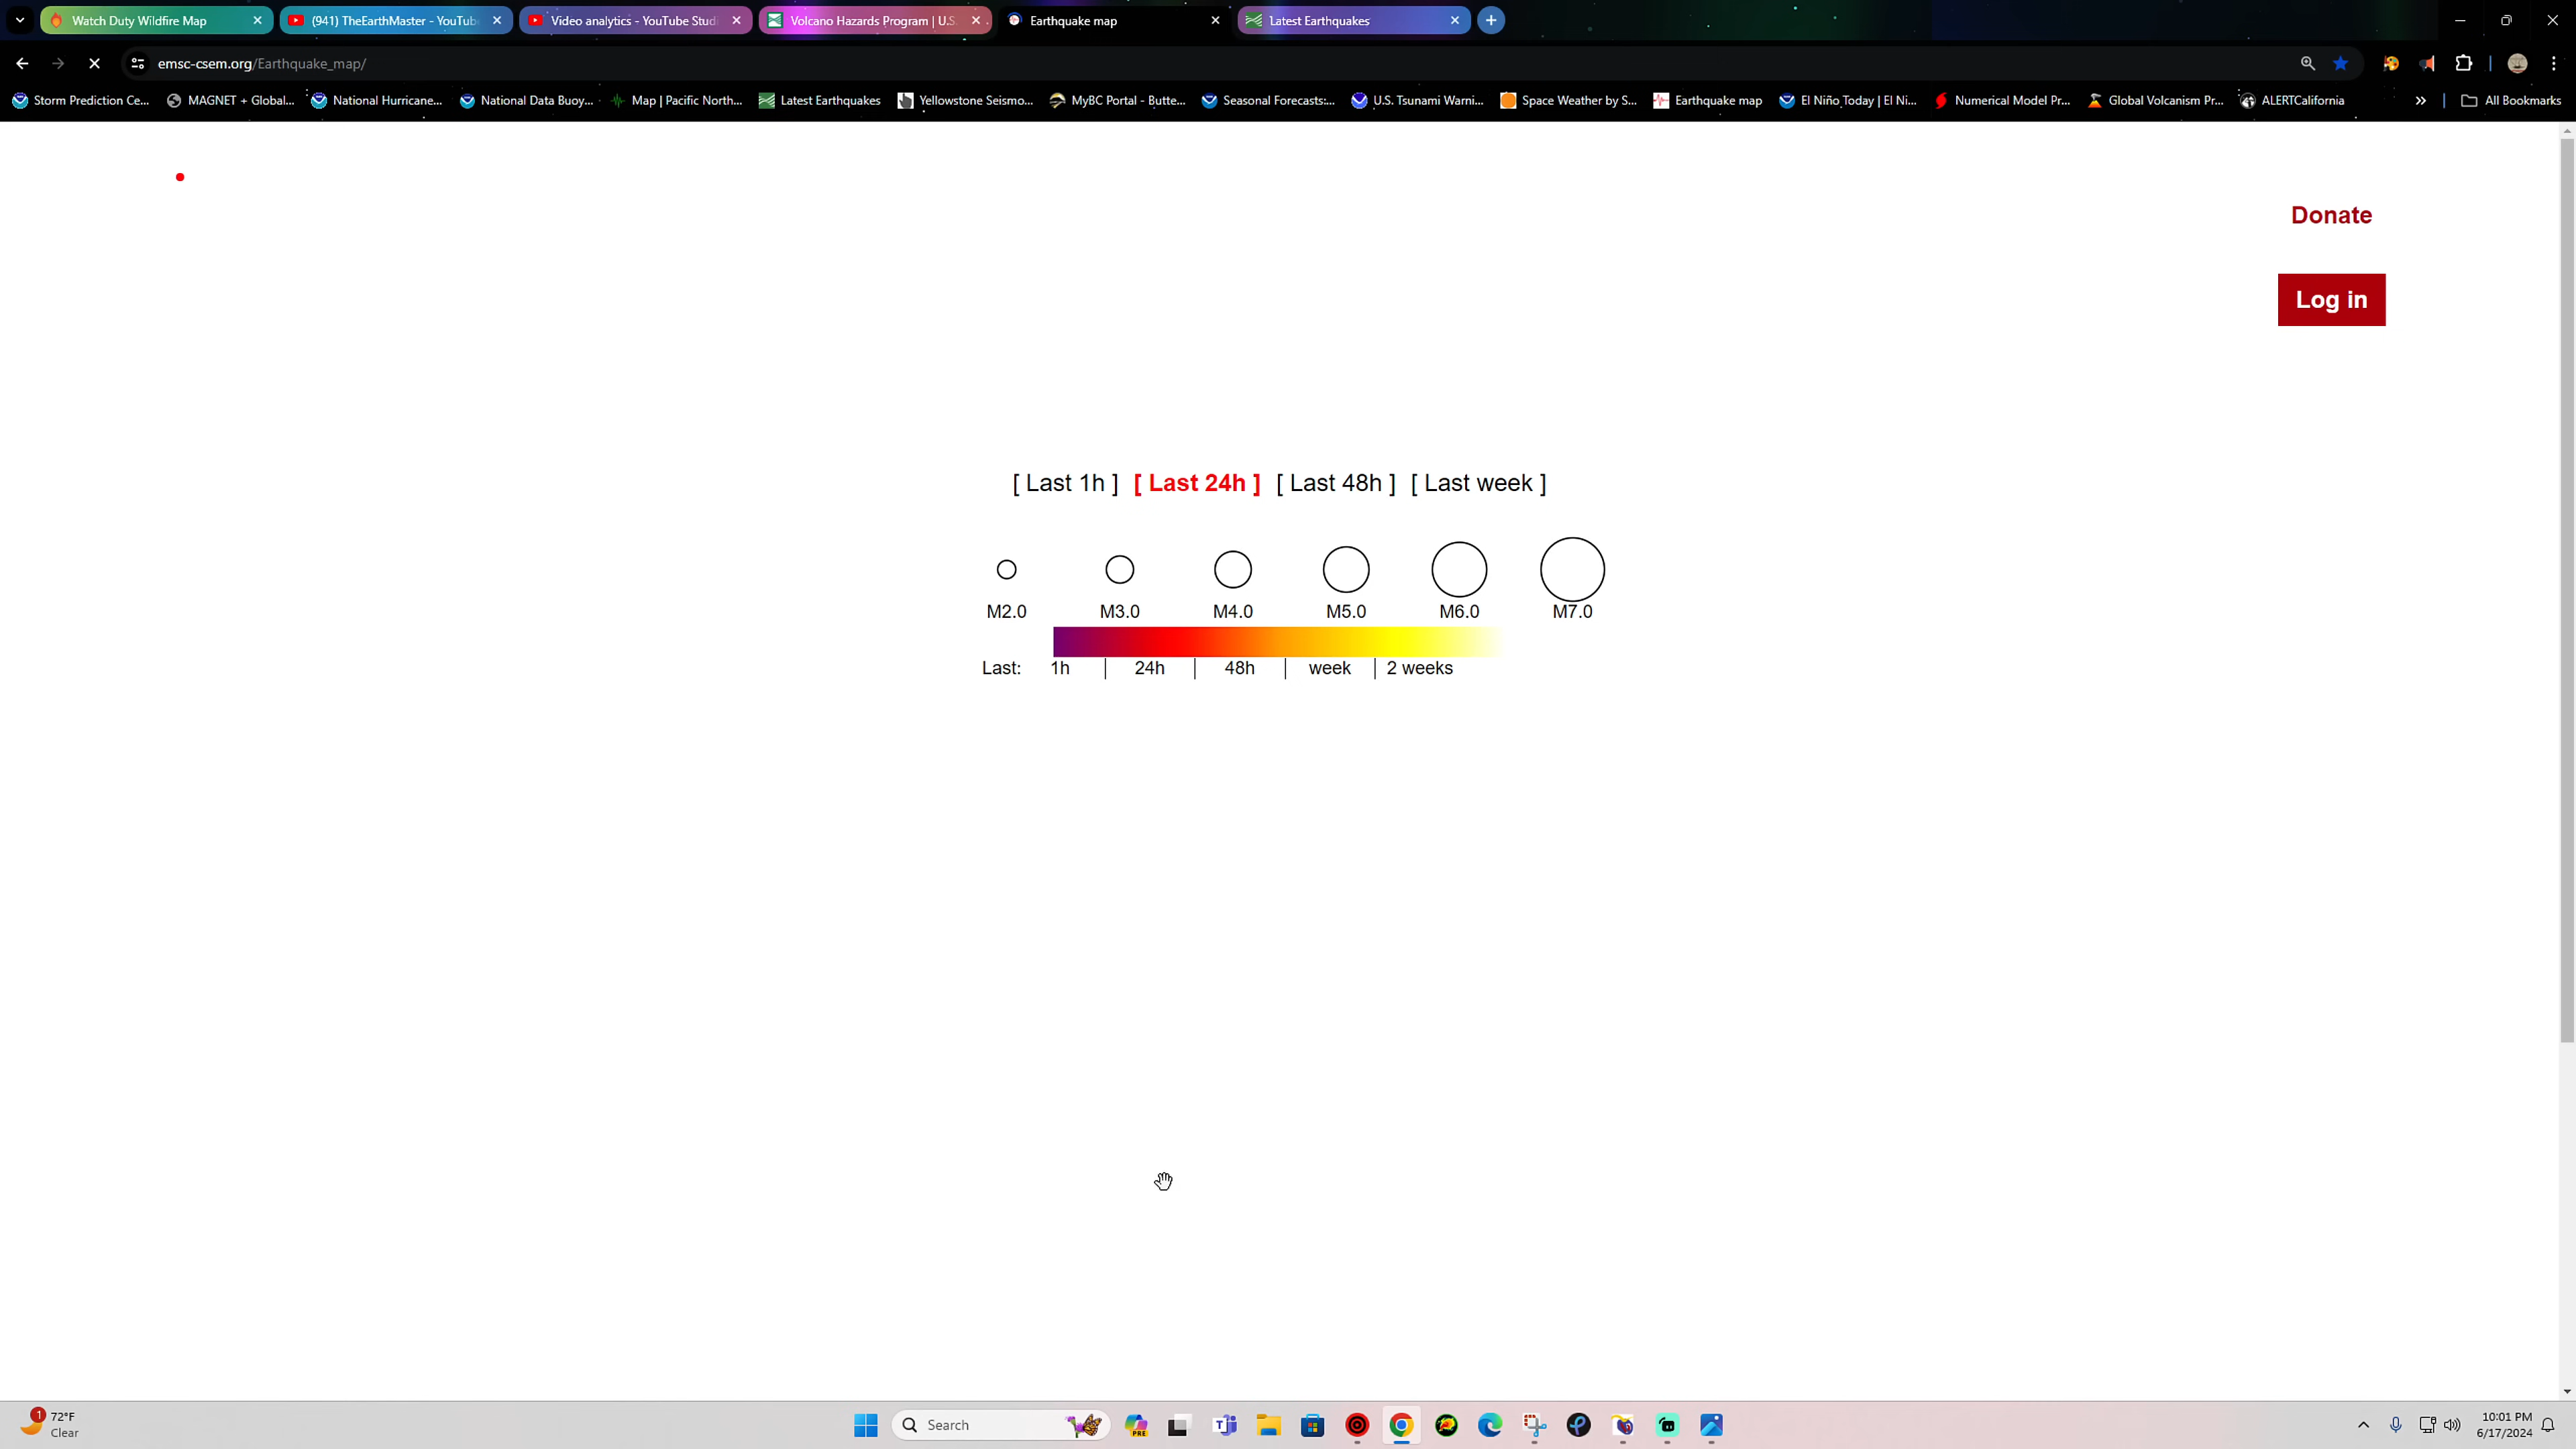 Watch Duty Wildfire Map
(941) TheEarthMaster - YouTub
Video analytics - YouTube Studi
Volcano Hazards Program | U.S.
Earthquake map
Latest Earthquakes
emsc-csem.org/Earthquake_map/
Storm Prediction Ce... MAGNET + Global... National Hurricane... National Data Buoy... Map | Pacific North... Latest Earthquakes Yellowstone Seismo... MyBC Portal - Butte... Seasonal Forecasts:... U.S. Tsunami Warni... Space Weather by S... Earthquake map El Niño Today | El Ni... Numerical Model Pr... Global Volcanism Pr... ALERTCalifornia » All Bookmarks
Donate
Log in
[ Last 1h ] [ Last 24h ] [ Last 48h ] [ Last week ]
M2.0 M3.0 M4.0 M5.0 M6.0 M7.0
Last: 1h | 24h | 48h | week | 2 weeks
1
72°F
Clear
Search
PRE
10:01 PM
6/17/2024